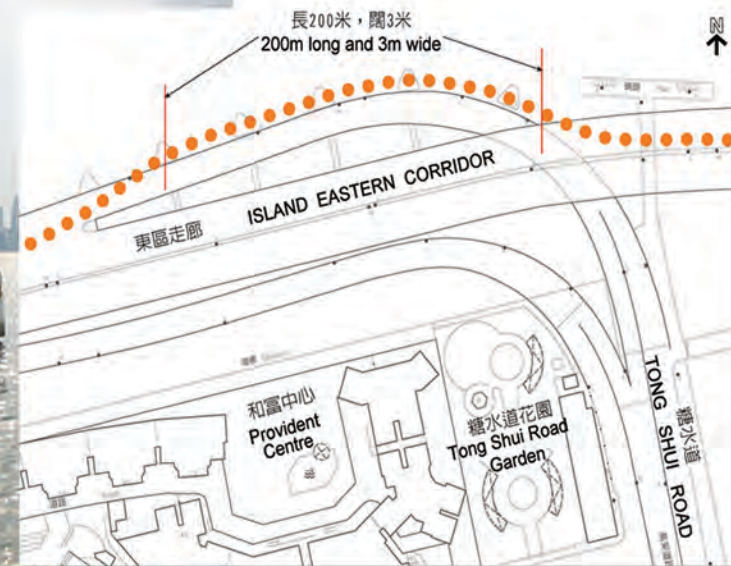 長200米，闊3米
200m long and 3m wide
N
ISLAND EASTERN CORRIDOR
東區走廊
和富中心
Provident
Centre
糖水道花園
Tong Shui Road
Garden
糖水道
TONG SHUI ROAD